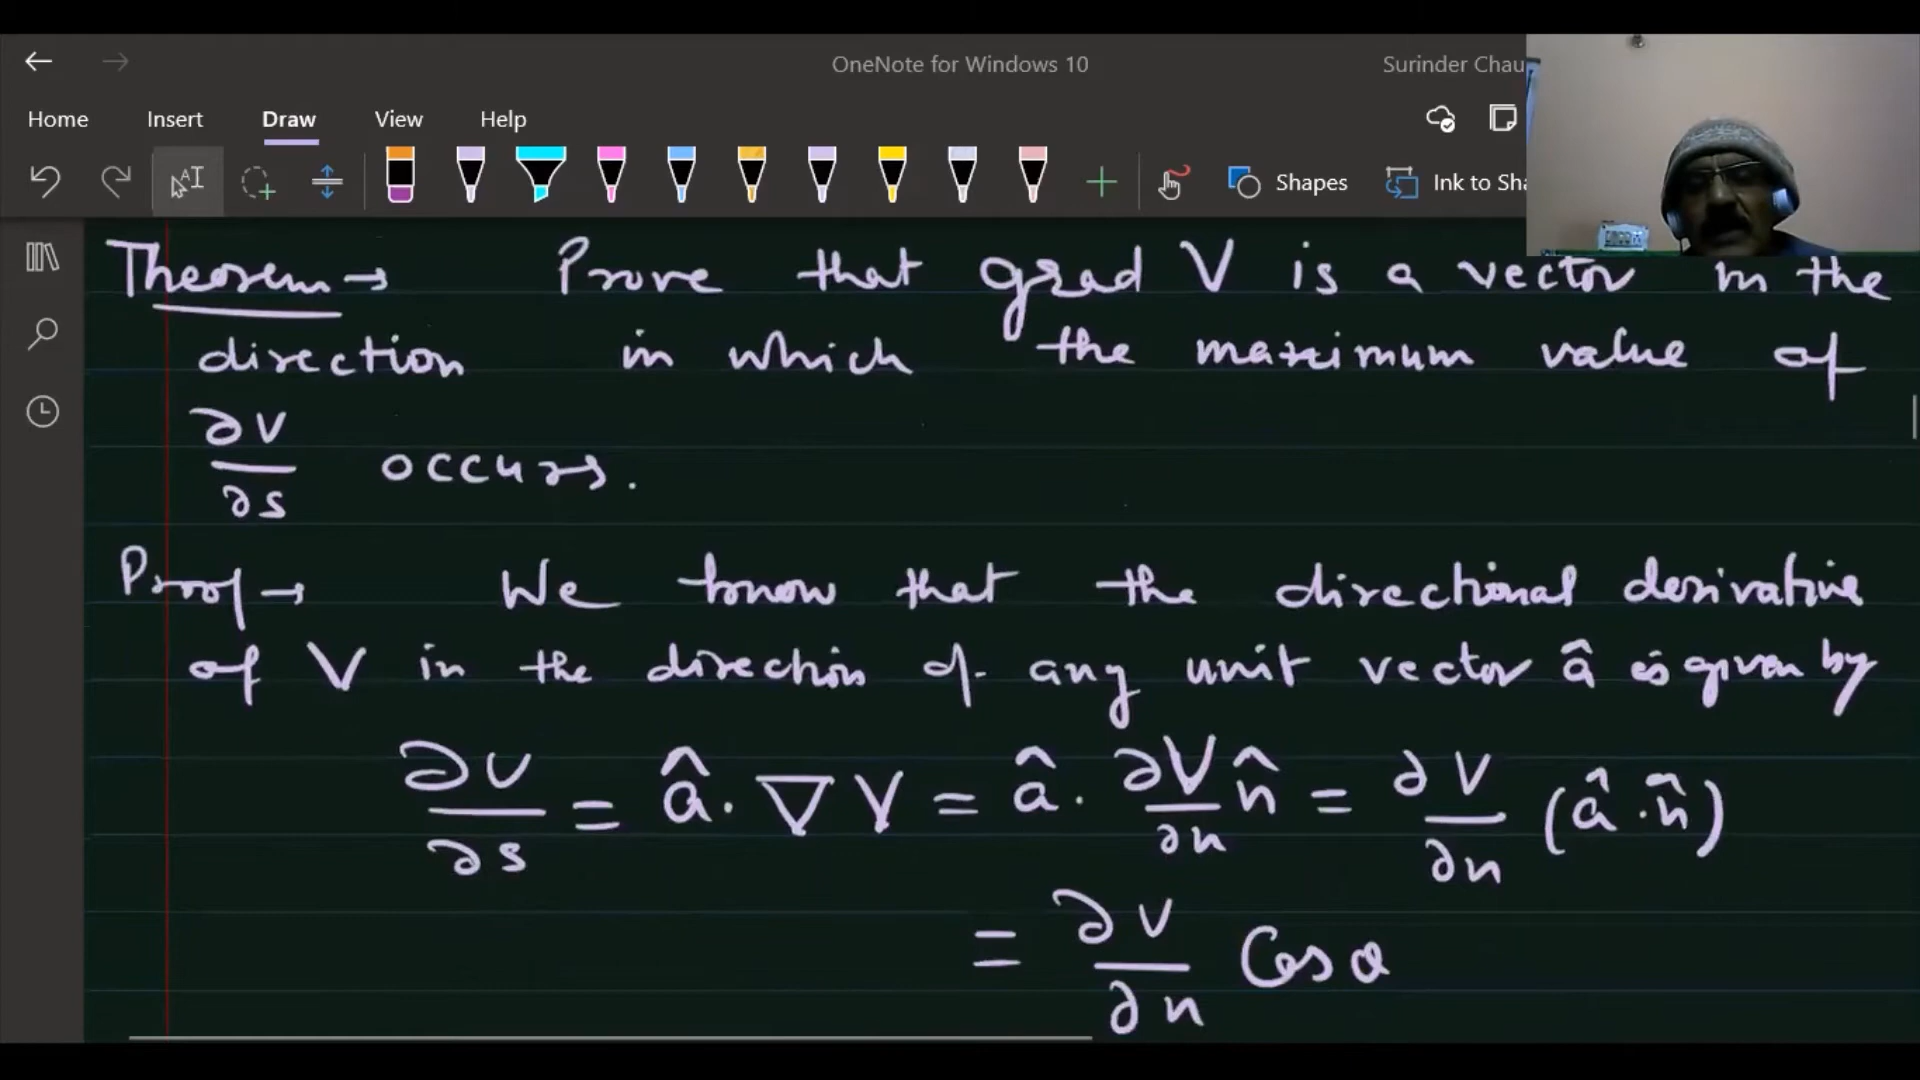 OneNote for Windows 10
Surinder Chau
Home Insert Draw View Help
Shapes Ink to Sha
Theorem → Prove that grad V is a vector in the
direction in which the maximum value of
∂V/∂s occurs.
Proof → We know that the directional derivative
of V in the direction of any unit vector â is given by
∂V/∂s = â . ∇V = â . ∂V/∂n n̂ = ∂V/∂n (â . n̂)
= ∂V/∂n Cos θ